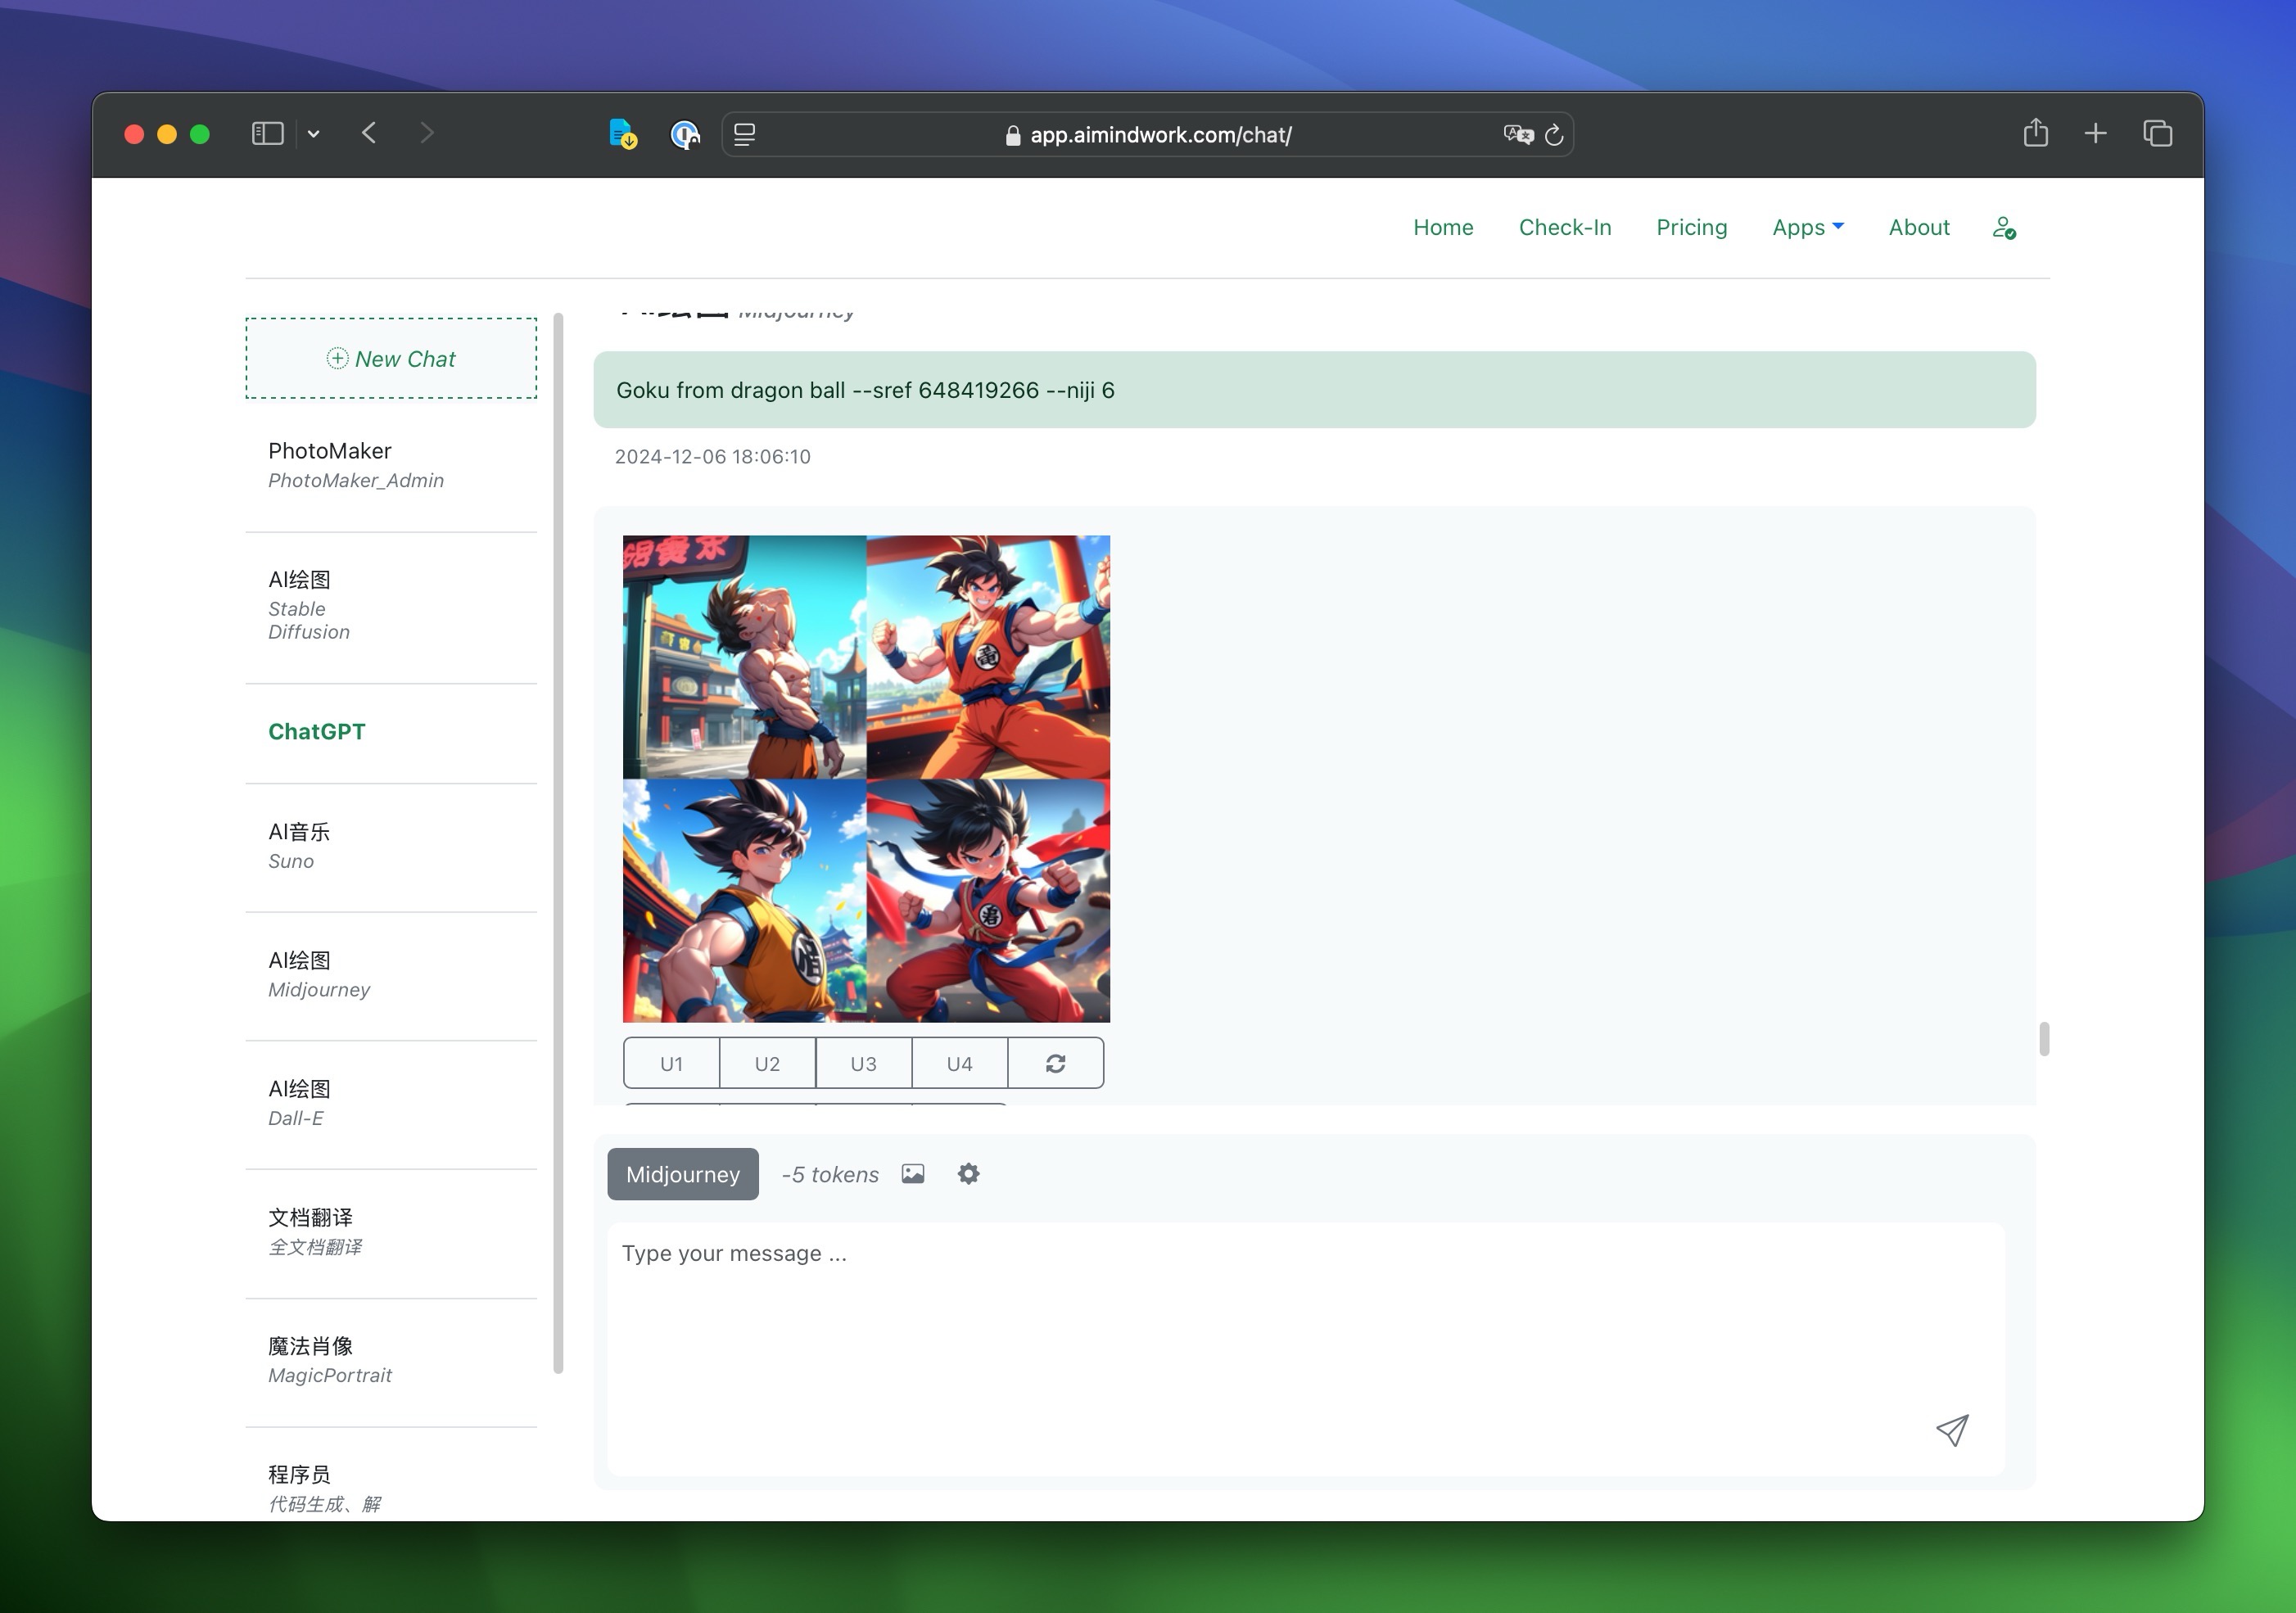 app.aimindwork.com/chat/
Home Check-In Pricing Apps About
New Chat
PhotoMaker
PhotoMaker_Admin
AI绘图
Stable
Diffusion
ChatGPT
AI音乐
Suno
AI绘图
Midjourney
AI绘图
Dall-E
文档翻译
全文档翻译
魔法肖像
MagicPortrait
程序员
代码生成、解
Midjourney
Goku from dragon ball --sref 648419266 --niji 6
2024-12-06 18:06:10
U1 U2 U3 U4
Midjourney -5 tokens
Type your message ...